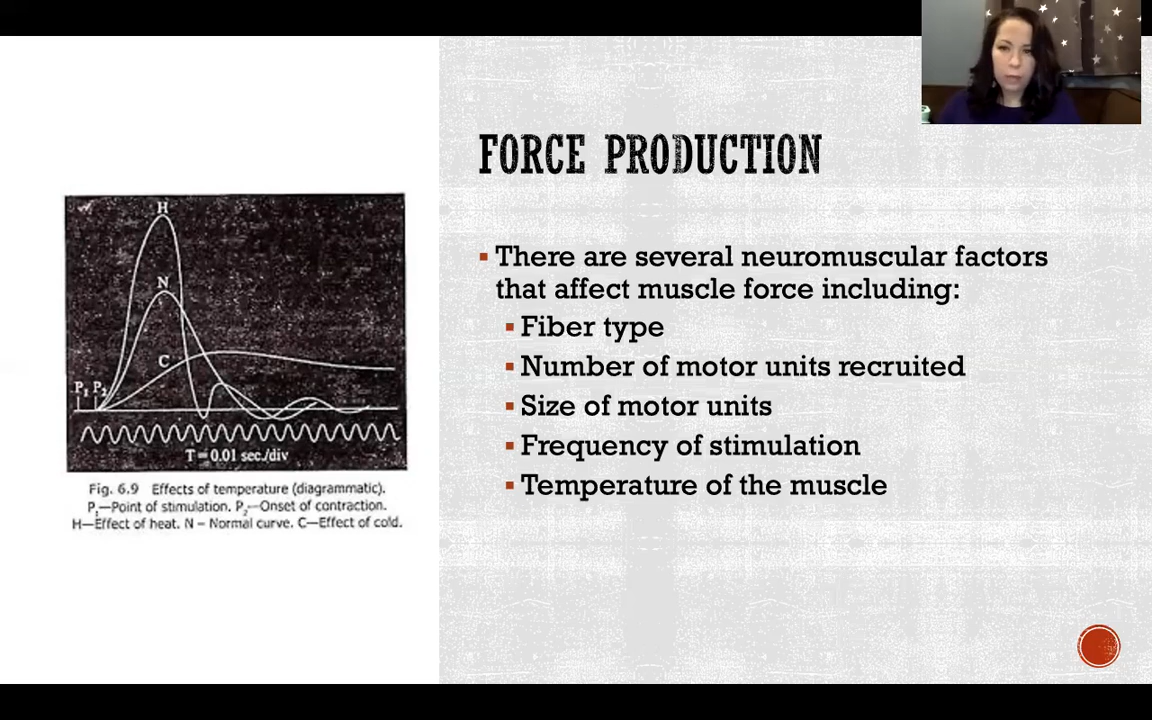 FORCE PRODUCTION
There are several neuromuscular factors
that affect muscle force including:
Fiber type
Number of motor units recruited
Size of motor units
Frequency of stimulation
Temperature of the muscle
H
N
C
P₁ P₂
T = 0.01 sec./div
Fig. 6.9 Effects of temperature (diagrammatic).
P₁—Point of stimulation. P₂—Onset of contraction.
H—Effect of heat. N – Normal curve. C—Effect of cold.